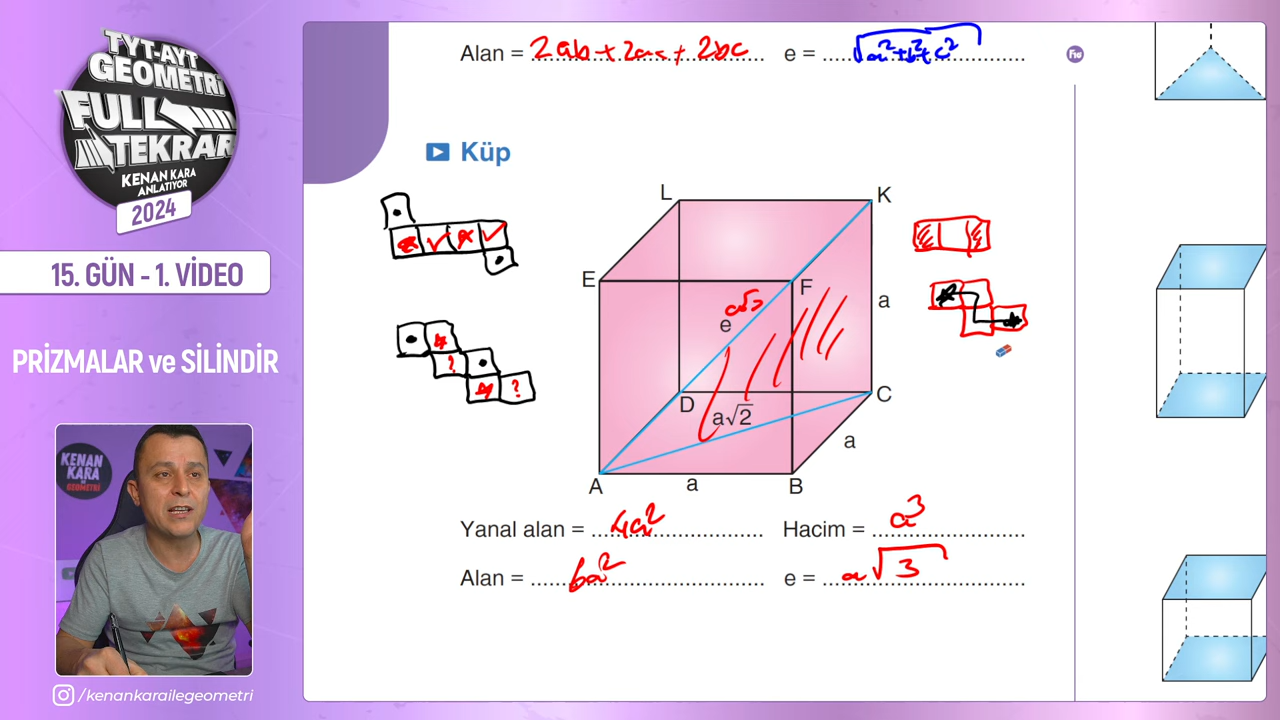 TYT-AYT
GEOMETRİ
FULL
TEKRAR
KENAN KARA
ANLATIYOR
2024
15. GÜN - 1. VİDEO
PRİZMALAR ve SİLİNDİR
KENAN
KARA
GEOMETRİ
/kenankarailegeometri
Alan = 2ab + 2ac + 2bc e = √a²+b²+c²
Küp
L K
E F
a√3
e a
D C
a√2
a
A a B
? ?
Yanal alan = 4a² Hacim = a³
Alan = 6a² e = a√3